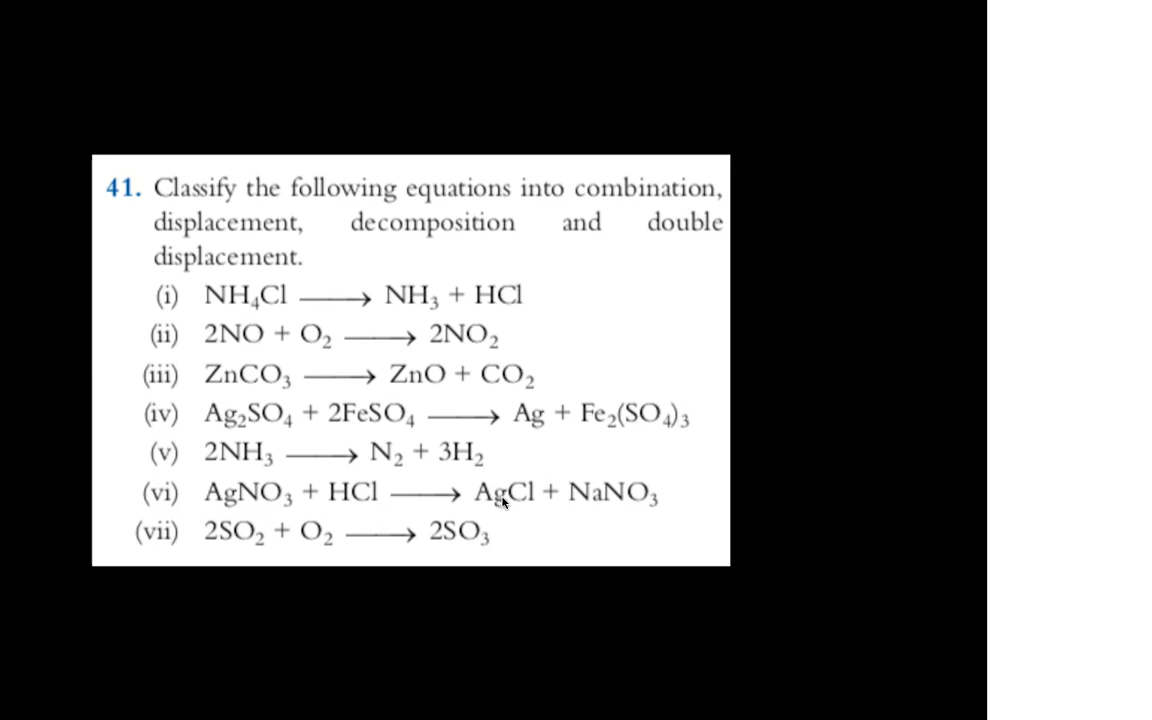 41. Classify the following equations into combination,
displacement, decomposition and double
displacement.
(i) NH₄Cl ⟶ NH₃ + HCl
(ii) 2NO + O₂ ⟶ 2NO₂
(iii) ZnCO₃ ⟶ ZnO + CO₂
(iv) Ag₂SO₄ + 2FeSO₄ ⟶ Ag + Fe₂(SO₄)₃
(v) 2NH₃ ⟶ N₂ + 3H₂
(vi) AgNO₃ + HCl ⟶ AgCl + NaNO₃
(vii) 2SO₂ + O₂ ⟶ 2SO₃